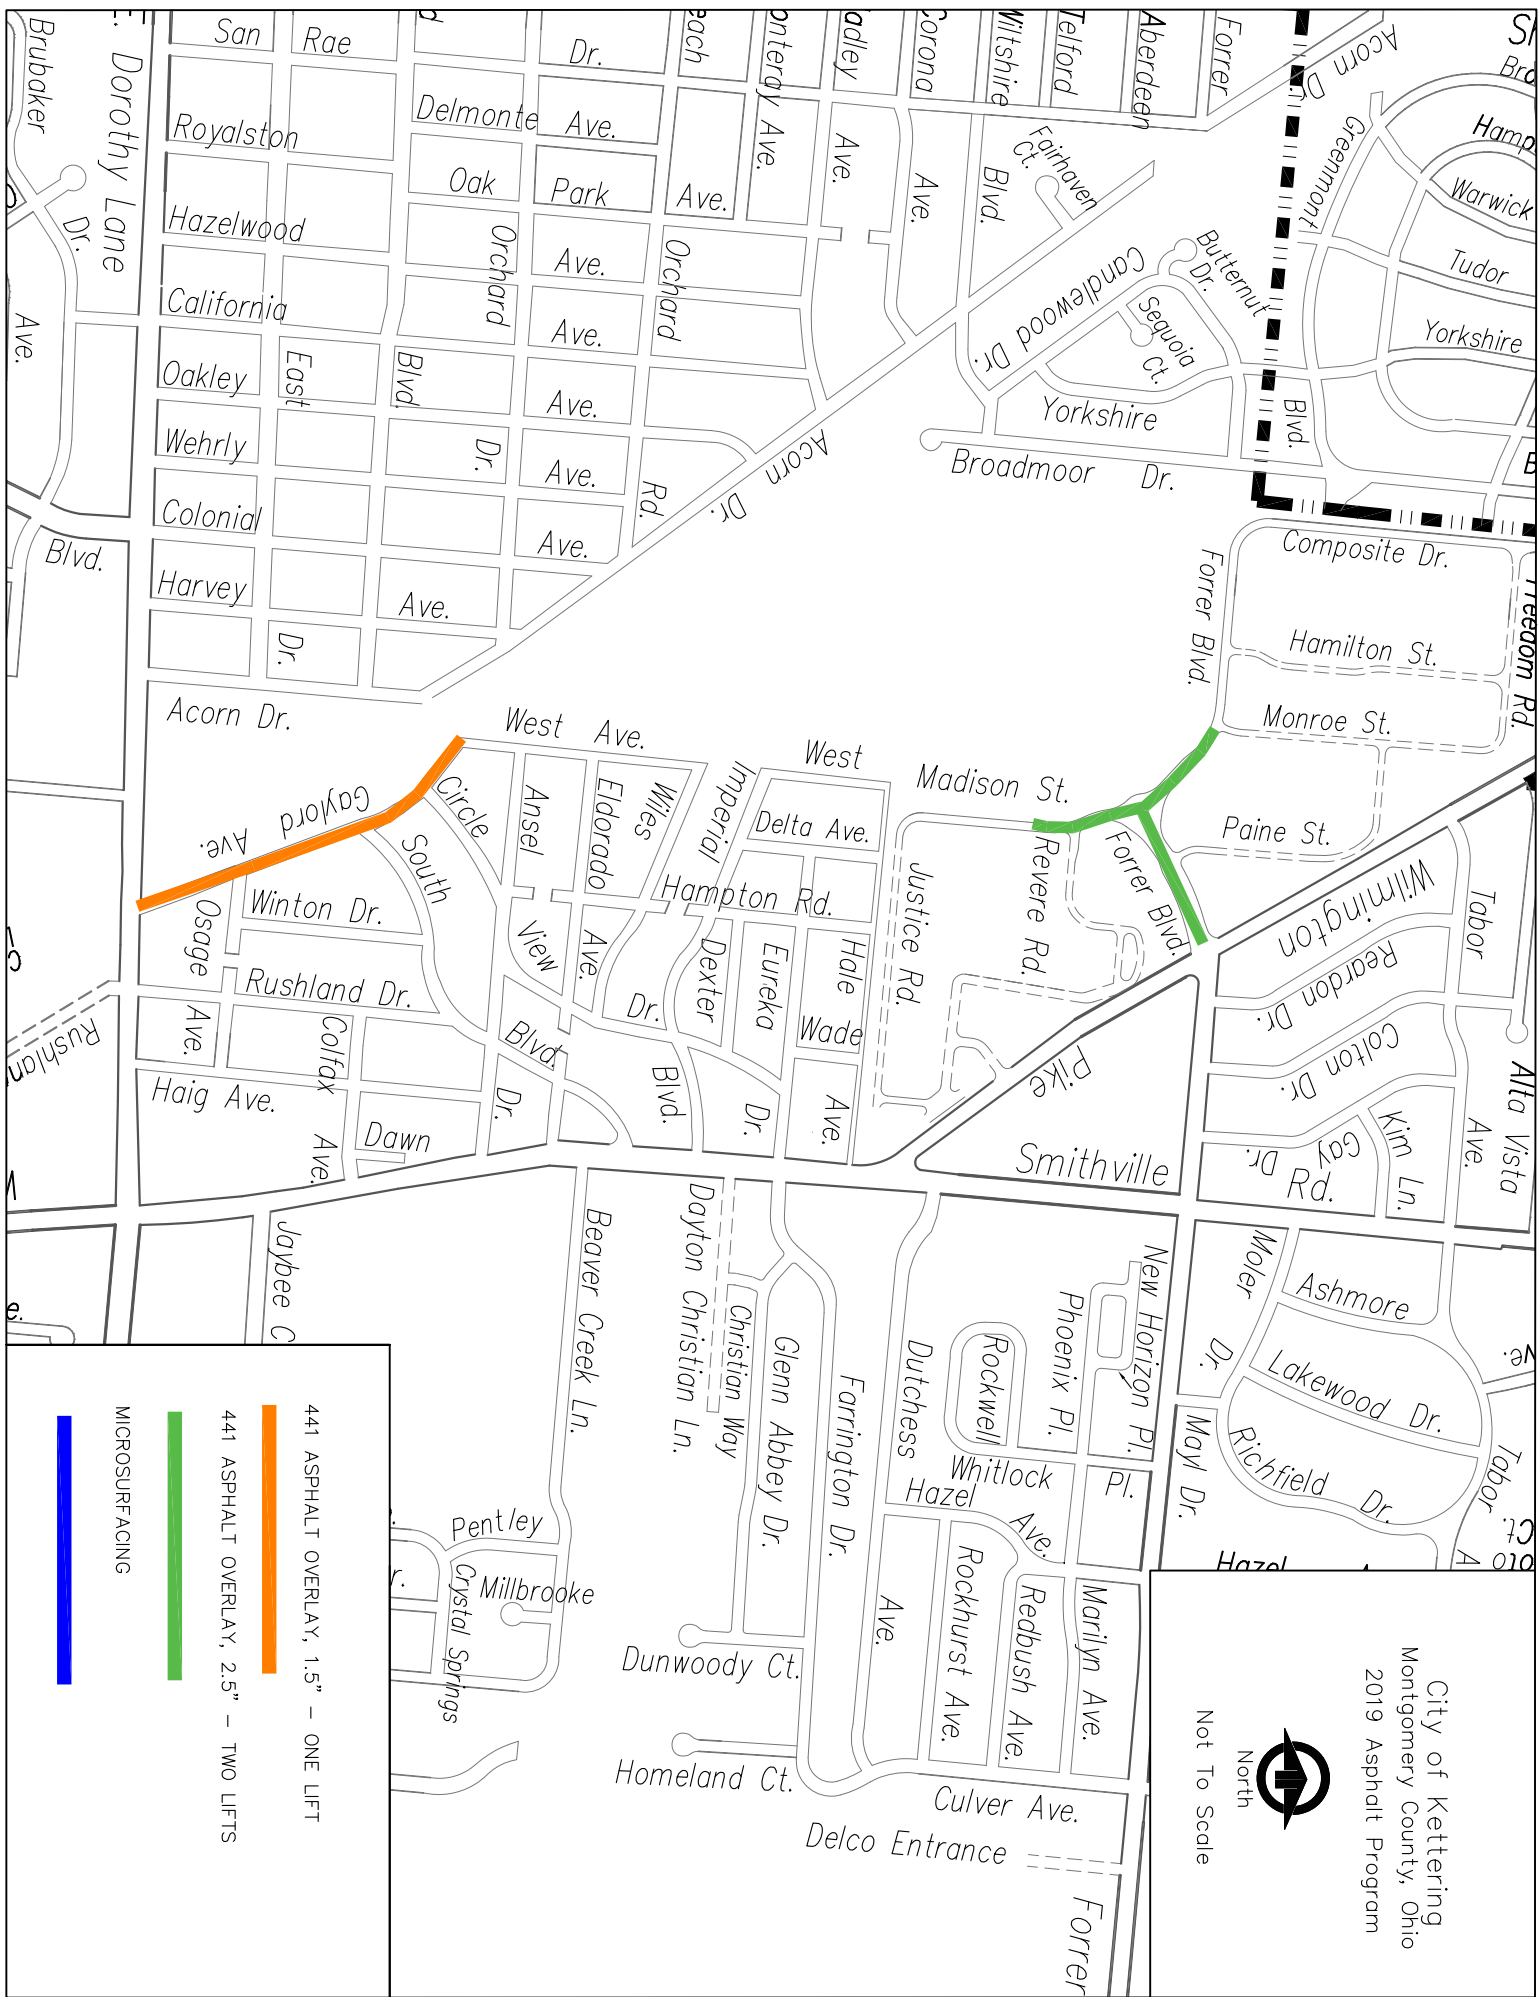 City of Kettering
Montgomery County, Ohio
2019 Asphalt Program
North
Not To Scale
441 ASPHALT OVERLAY, 1.5" - ONE LIFT
441 ASPHALT OVERLAY, 2.5" - TWO LIFTS
MICROSURFACING
Brubaker
Dr.
E. Dorothy Lane
Ave.
Blvd.
San Rae Dr.
Royalston
Delmonte Ave.
Hazelwood
Oak Park Ave.
California
Orchard
Ave.
Orchard
Oakley
East
Blvd.
Ave.
Wehrly
Dr.
Ave.
Colonial
Ave.
Rd.
Harvey
Ave.
Ave.
Dr.
Acorn Dr.
Ave.
Ave.
Corona
Ave.
Wiltshire
Blvd.
Telford
Aberdeen
Forrer
Acorn Dr.
Fairhaven
Ct.
Greenmont
Blvd.
Warwick
Tudor
Yorkshire
Candlewood Dr.
Butternut
Dr.
Sequoia
Ct.
Yorkshire
Broadmoor Dr.
Acorn
Dr.
Composite Dr.
Freedom Rd.
Forrer Blvd.
Hamilton St.
Monroe St.
Paine St.
Madison St.
Revere Rd.
Forrer Blvd.
Justice Rd.
West Ave.
West
Gaylord
Ave.
Circle
View
Dr.
South
Blvd.
Ansel
Eldorado
Ave.
Wiles
Imperial
Blvd.
Delta Ave.
Hampton Rd.
Dexter
Eureka
Hale
Wade
Ave.
Dr.
Dr.
Osage
Ave.
Winton Dr.
Rushland Dr.
Colfax
Ave.
Haig Ave.
Dawn
Wilmington
Pike
Smithville
Rd.
Tabor
Ave.
Reardon Dr.
Colton Dr.
Gay Dr.
Kim Ln.
Alta Vista
Moler
Dr.
Ashmore
Lakewood Dr.
Richfield Dr.
Tabor
Ct.
Mayl Dr.
Hazel
Jaybee
Beaver Creek Ln.
Dayton Christian Ln.
Christian Way
Glenn Abbey Dr.
Farrington Dr.
Dutchess
Ave.
Rockwell
Phoenix Pl.
New Horizon Pl.
Whitlock Pl.
Hazel Ave.
Rockhurst Ave.
Redbush Ave.
Marilyn Ave.
Pentley
Millbrooke
Crystal Springs
Dunwoody Ct.
Homeland Ct.
Culver Ave.
Delco Entrance
Forrer